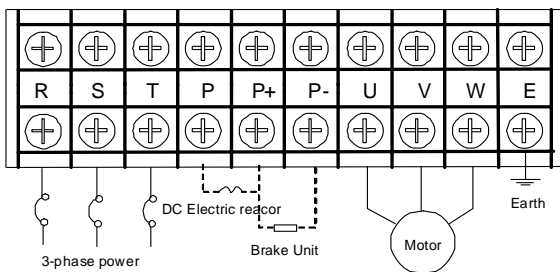 R S T P P+ P- U V W E
DC Electric reacor
Earth
3-phase power
Brake Unit
Motor